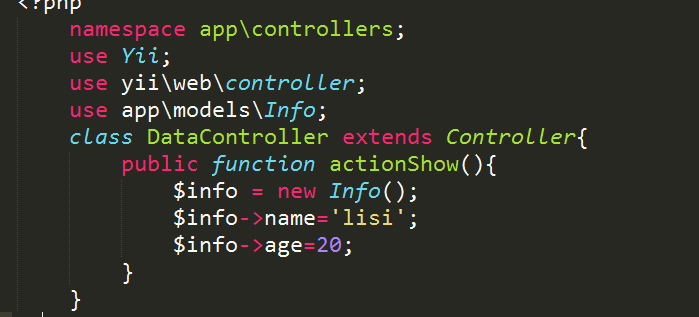 <?php
namespace app\controllers;
use Yii;
use yii\web\controller;
use app\models\Info;
class DataController extends Controller{
public function actionShow(){
$info = new Info();
$info->name='lisi';
$info->age=20;
}
}